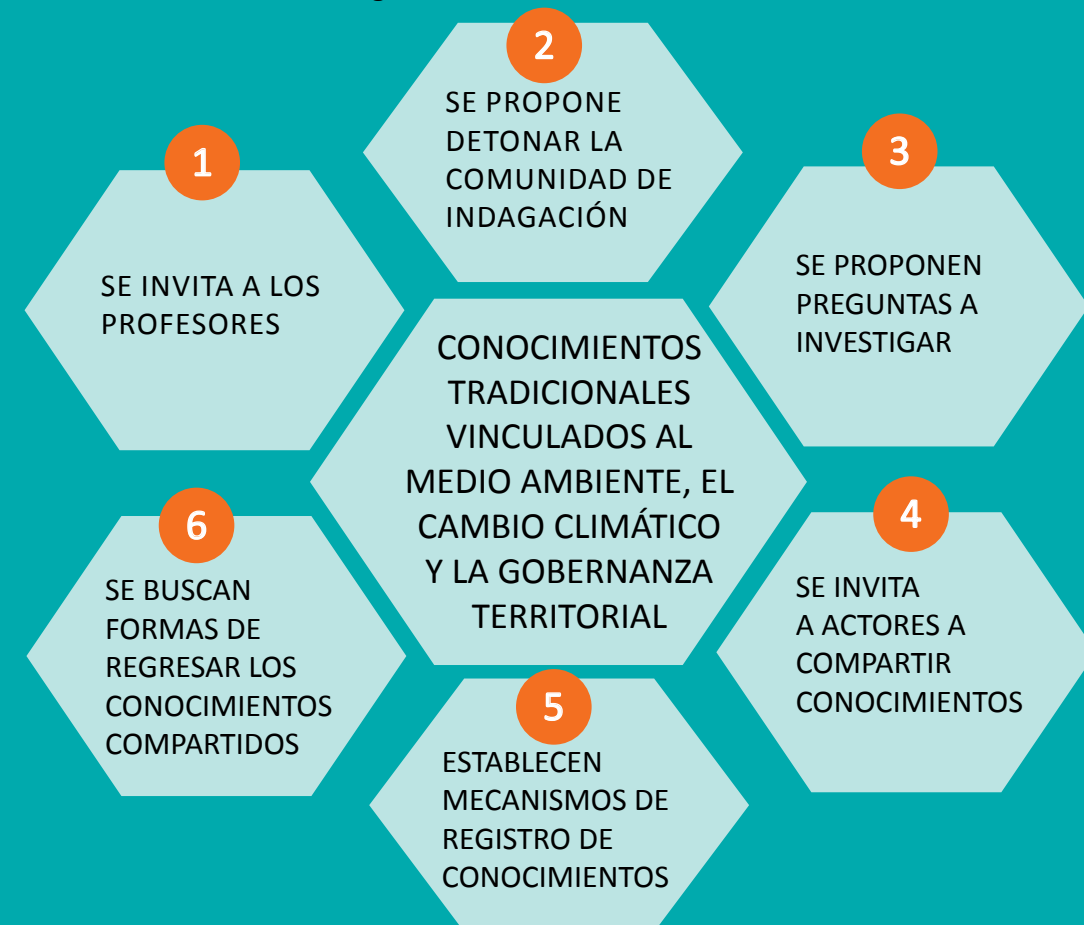 1
SE INVITA A LOS
PROFESORES
2
SE PROPONE
DETONAR LA
COMUNIDAD DE
INDAGACIÓN
3
SE PROPONEN
PREGUNTAS A
INVESTIGAR
4
SE INVITA
A ACTORES A
COMPARTIR
CONOCIMIENTOS
5
ESTABLECEN
MECANISMOS DE
REGISTRO DE
CONOCIMIENTOS
6
SE BUSCAN
FORMAS DE
REGRESAR LOS
CONOCIMIENTOS
COMPARTIDOS
CONOCIMIENTOS
TRADICIONALES
VINCULADOS AL
MEDIO AMBIENTE, EL
CAMBIO CLIMÁTICO
Y LA GOBERNANZA
TERRITORIAL